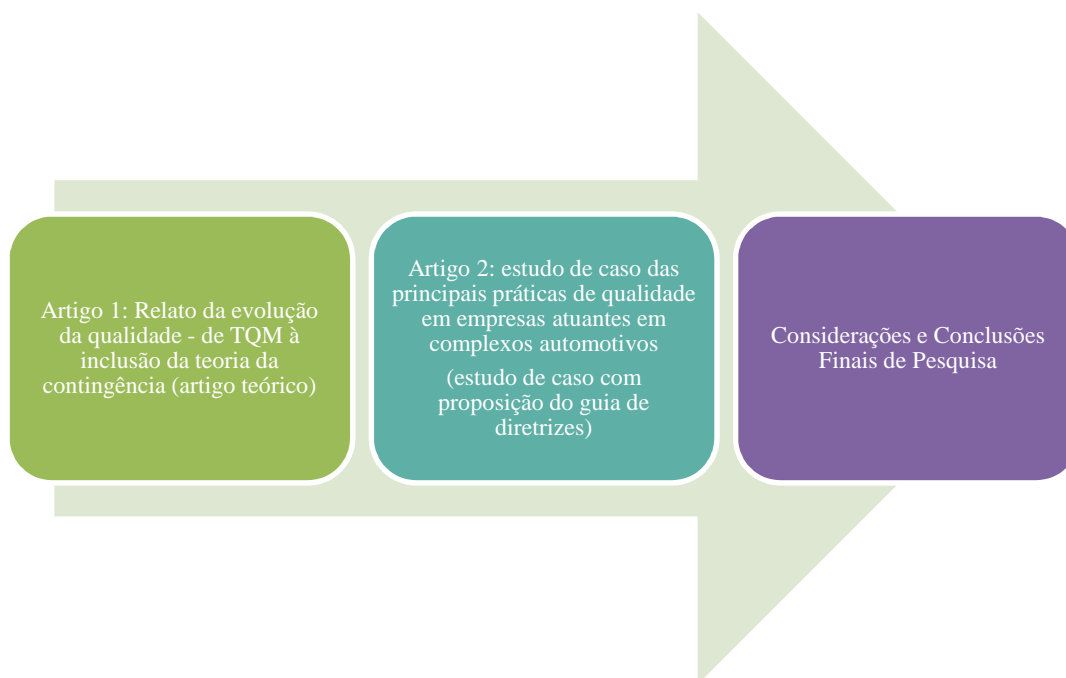 Artigo 1: Relato da evolução
da qualidade - de TQM à
inclusão da teoria da
contingência (artigo teórico)
Artigo 2: estudo de caso das
principais práticas de qualidade
em empresas atuantes em
complexos automotivos
(estudo de caso com
proposição do guia de
diretrizes)
Considerações e Conclusões
Finais de Pesquisa